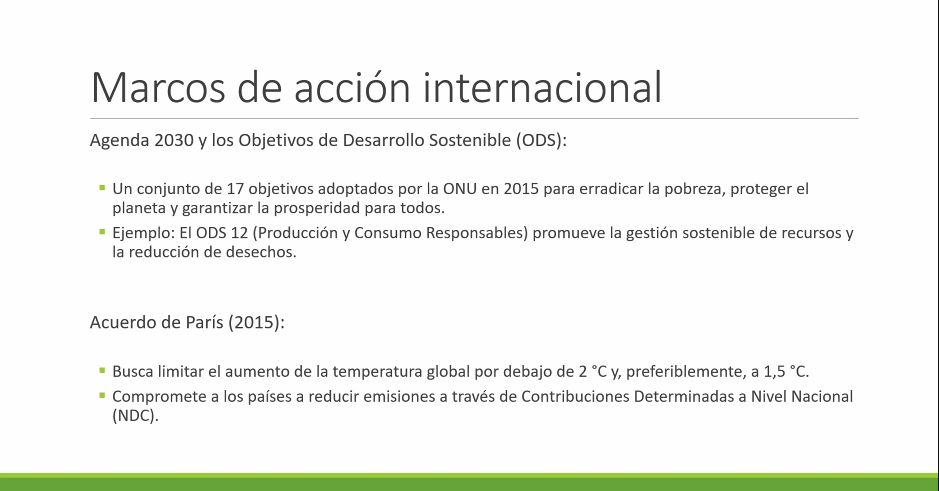 Marcos de acción internacional
Agenda 2030 y los Objetivos de Desarrollo Sostenible (ODS):
▪ Un conjunto de 17 objetivos adoptados por la ONU en 2015 para erradicar la pobreza, proteger el
planeta y garantizar la prosperidad para todos.
▪ Ejemplo: El ODS 12 (Producción y Consumo Responsables) promueve la gestión sostenible de recursos y
la reducción de desechos.
Acuerdo de París (2015):
▪ Busca limitar el aumento de la temperatura global por debajo de 2 °C y, preferiblemente, a 1,5 °C.
▪ Compromete a los países a reducir emisiones a través de Contribuciones Determinadas a Nivel Nacional
(NDC).